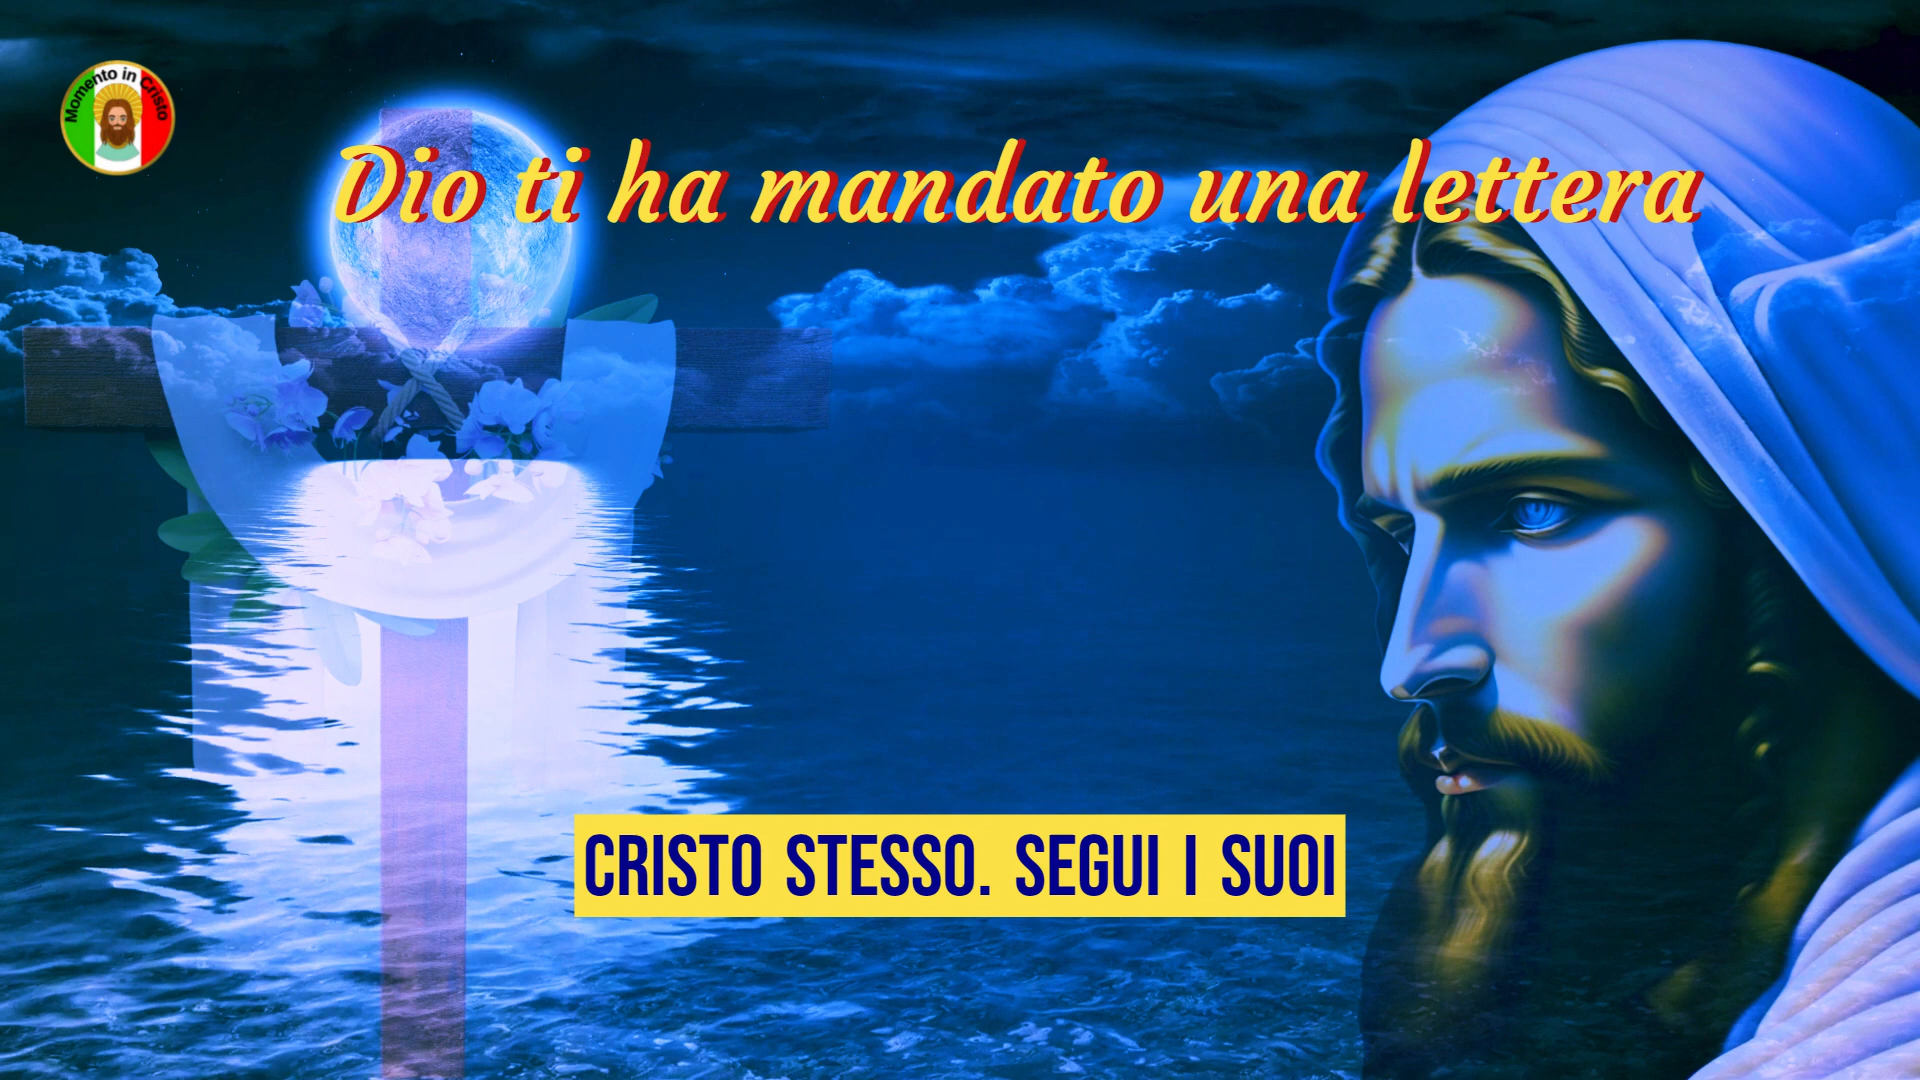 Momento in Cristo
Dio ti ha mandato una lettera
CRISTO STESSO. SEGUI I SUOI